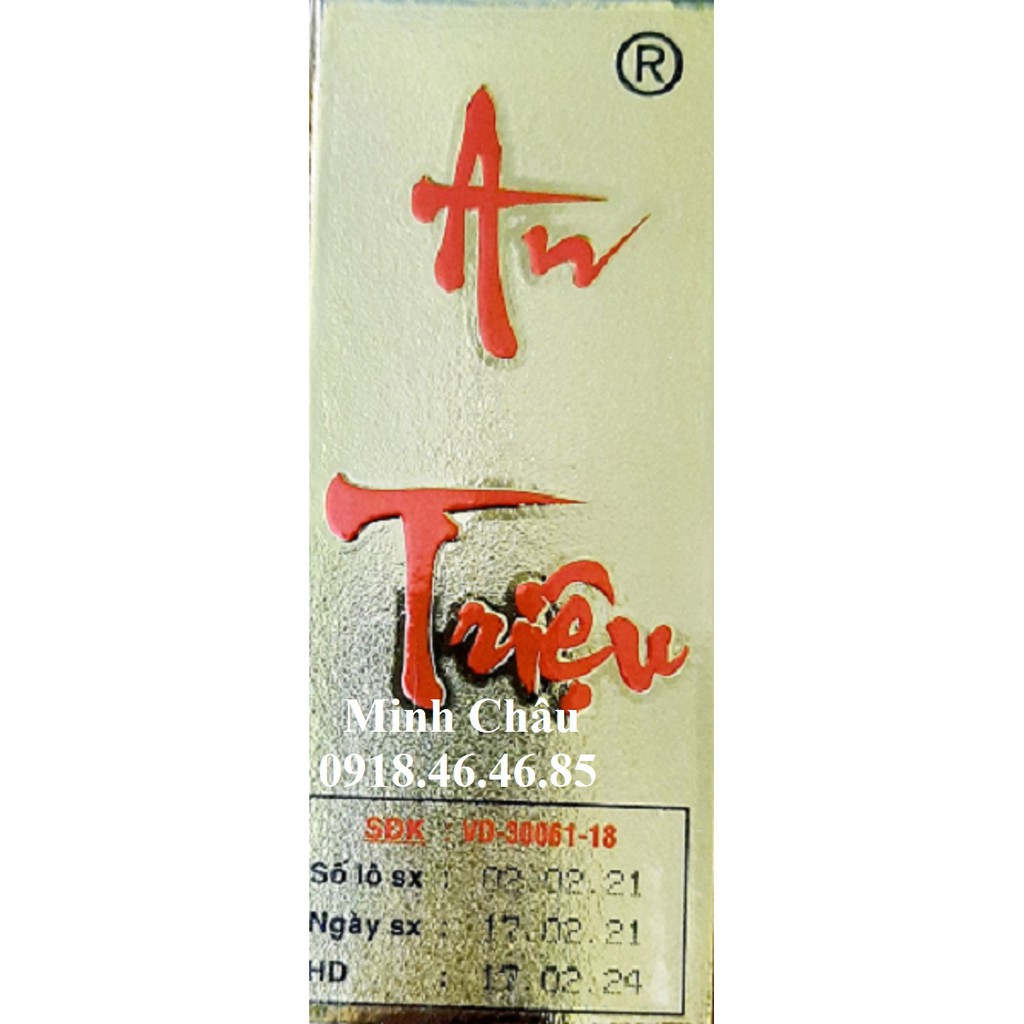 ®
An
Triệu
Minh Châu
0918.46.46.85
SĐK : VD-30061-18
Số lô sx : 02.02.21
Ngày sx : 17.02.21
HD : 17.02.24